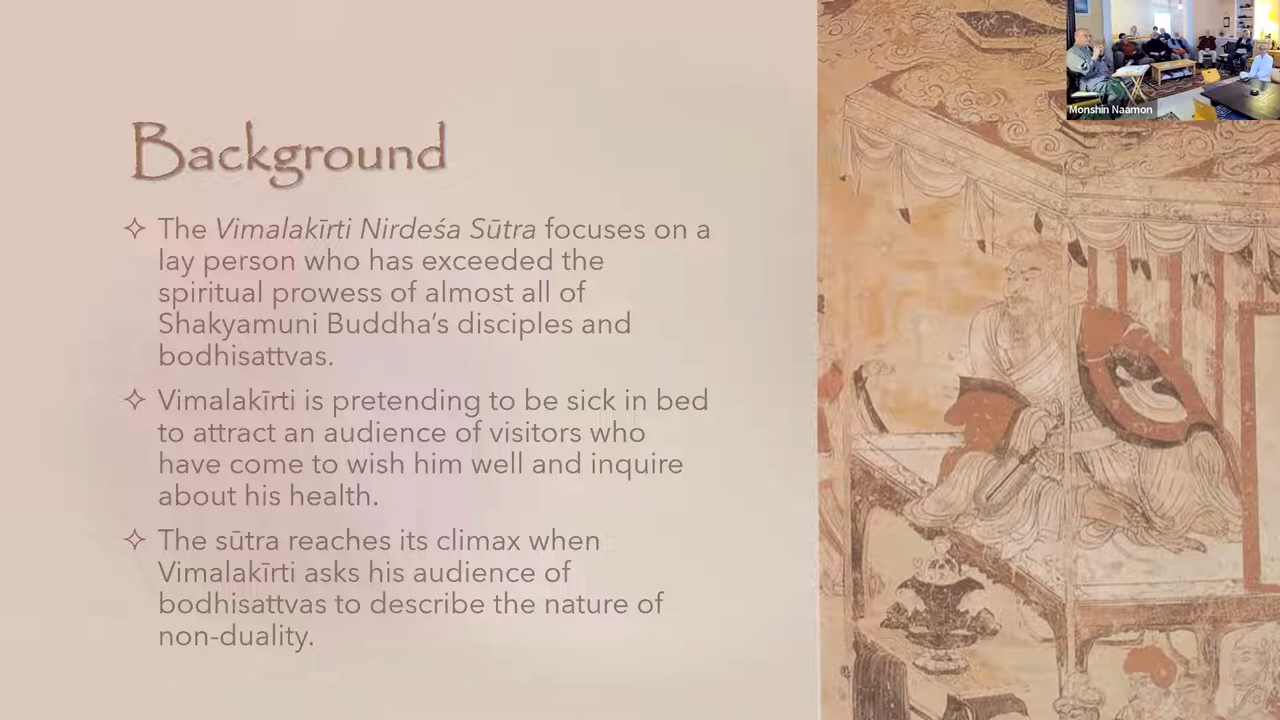 Monshin Naamon
Background
✧ The Vimalakīrti Nirdeśa Sūtra focuses on a
lay person who has exceeded the
spiritual prowess of almost all of
Shakyamuni Buddha’s disciples and
bodhisattvas.
✧ Vimalakīrti is pretending to be sick in bed
to attract an audience of visitors who
have come to wish him well and inquire
about his health.
✧ The sūtra reaches its climax when
Vimalakīrti asks his audience of
bodhisattvas to describe the nature of
non-duality.